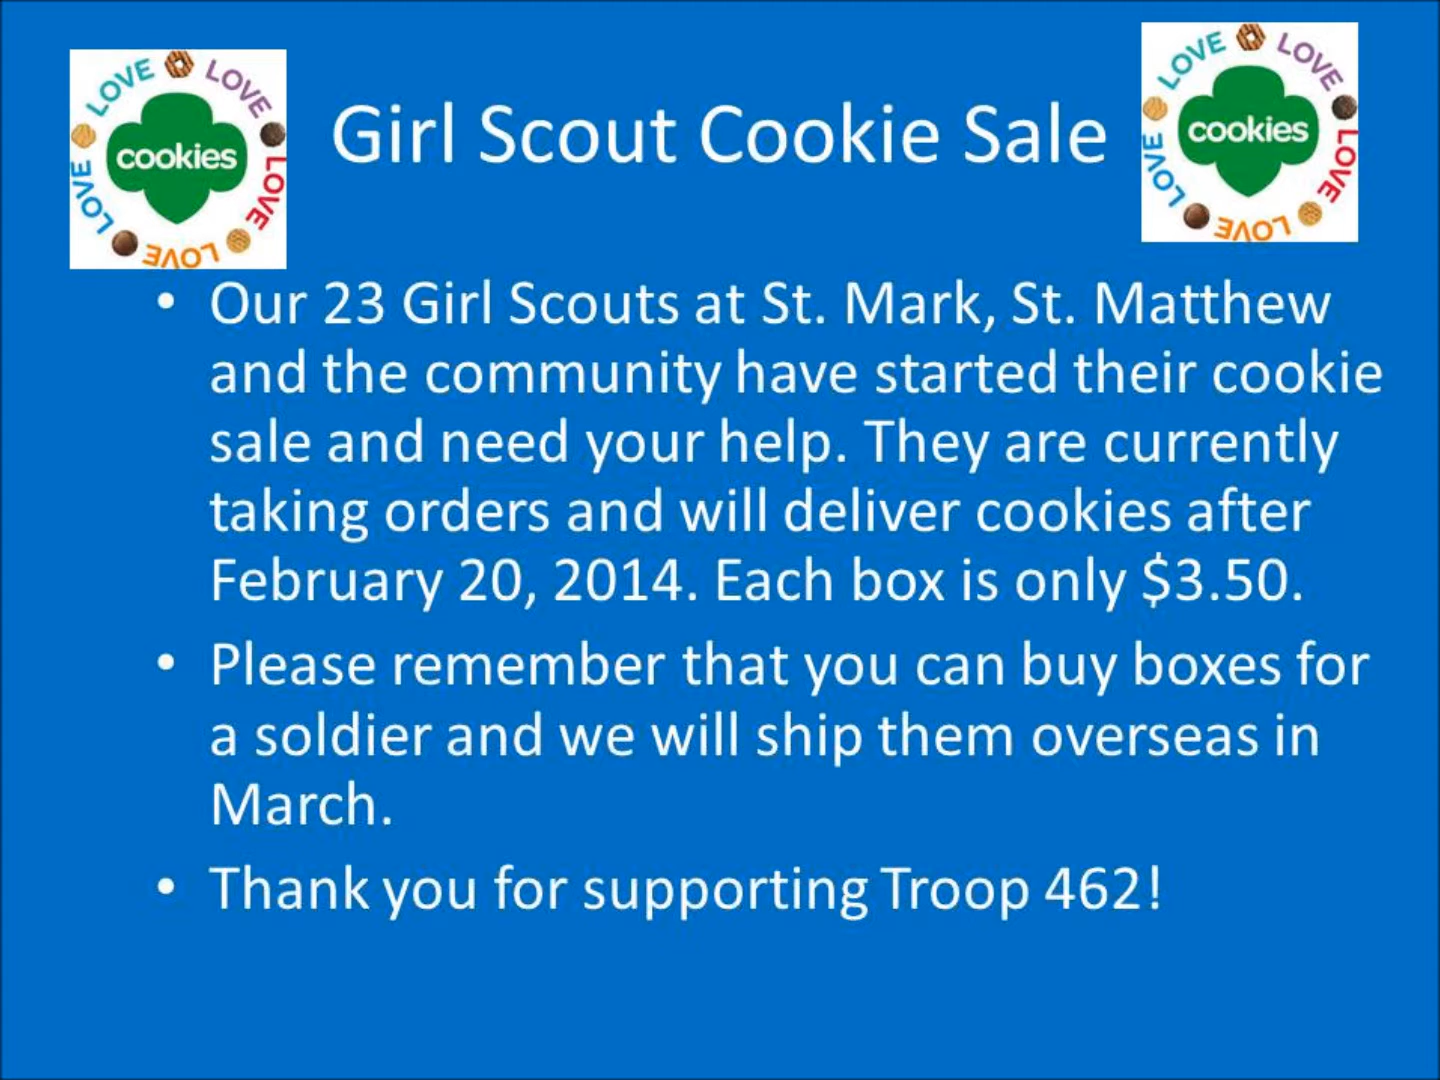 LOVE LOVE LOVE LOVE LOVE
cookies
Girl Scout Cookie Sale
LOVE LOVE LOVE LOVE LOVE
cookies
• Our 23 Girl Scouts at St. Mark, St. Matthew
and the community have started their cookie
sale and need your help. They are currently
taking orders and will deliver cookies after
February 20, 2014. Each box is only $3.50.
• Please remember that you can buy boxes for
a soldier and we will ship them overseas in
March.
• Thank you for supporting Troop 462!